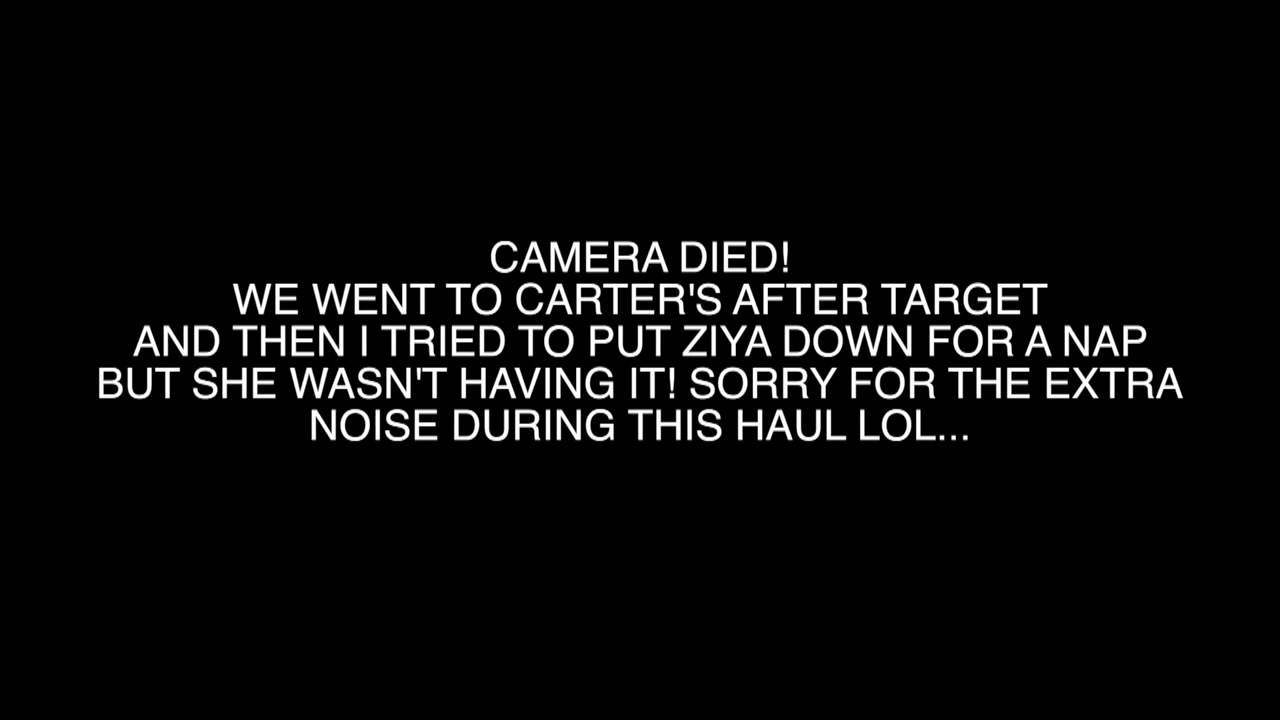 CAMERA DIED!
WE WENT TO CARTER'S AFTER TARGET
AND THEN I TRIED TO PUT ZIYA DOWN FOR A NAP
BUT SHE WASN'T HAVING IT! SORRY FOR THE EXTRA
NOISE DURING THIS HAUL LOL...